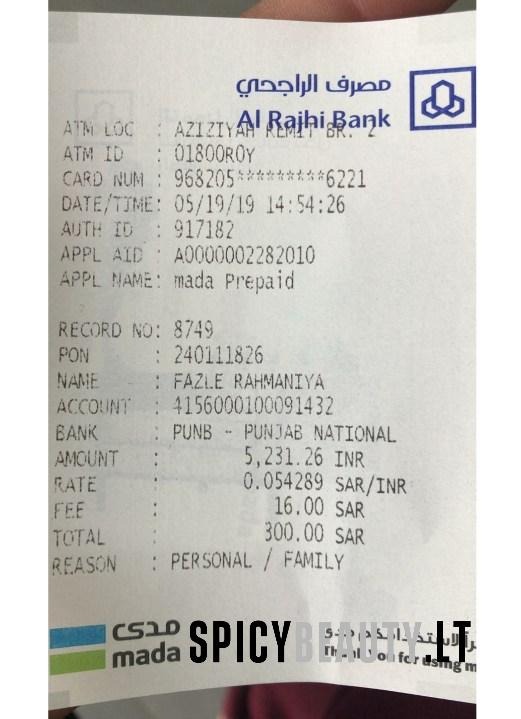 مصرف الراجحي
Al Rajhi Bank
ATM LOC : AZIZIYAH REMIT BR. 2
ATM ID : 01800ROY
CARD NUM : 968205*********6221
DATE/TIME: 05/19/19 14:54:26
AUTH ID : 917182
APPL AID : A0000002282010
APPL NAME: mada Prepaid
RECORD NO: 8749
PON : 240111826
NAME : FAZLE RAHMANIYA
ACCOUNT : 4156000100091432
BANK : PUNB - PUNJAB NATIONAL
AMOUNT : 5,231.26 INR
RATE : 0.054289 SAR/INR
FEE : 16.00 SAR
TOTAL : 300.00 SAR
REASON : PERSONAL / FAMILY
مدى
mada
SPICYBEAUTY.LT
Thank you for using m